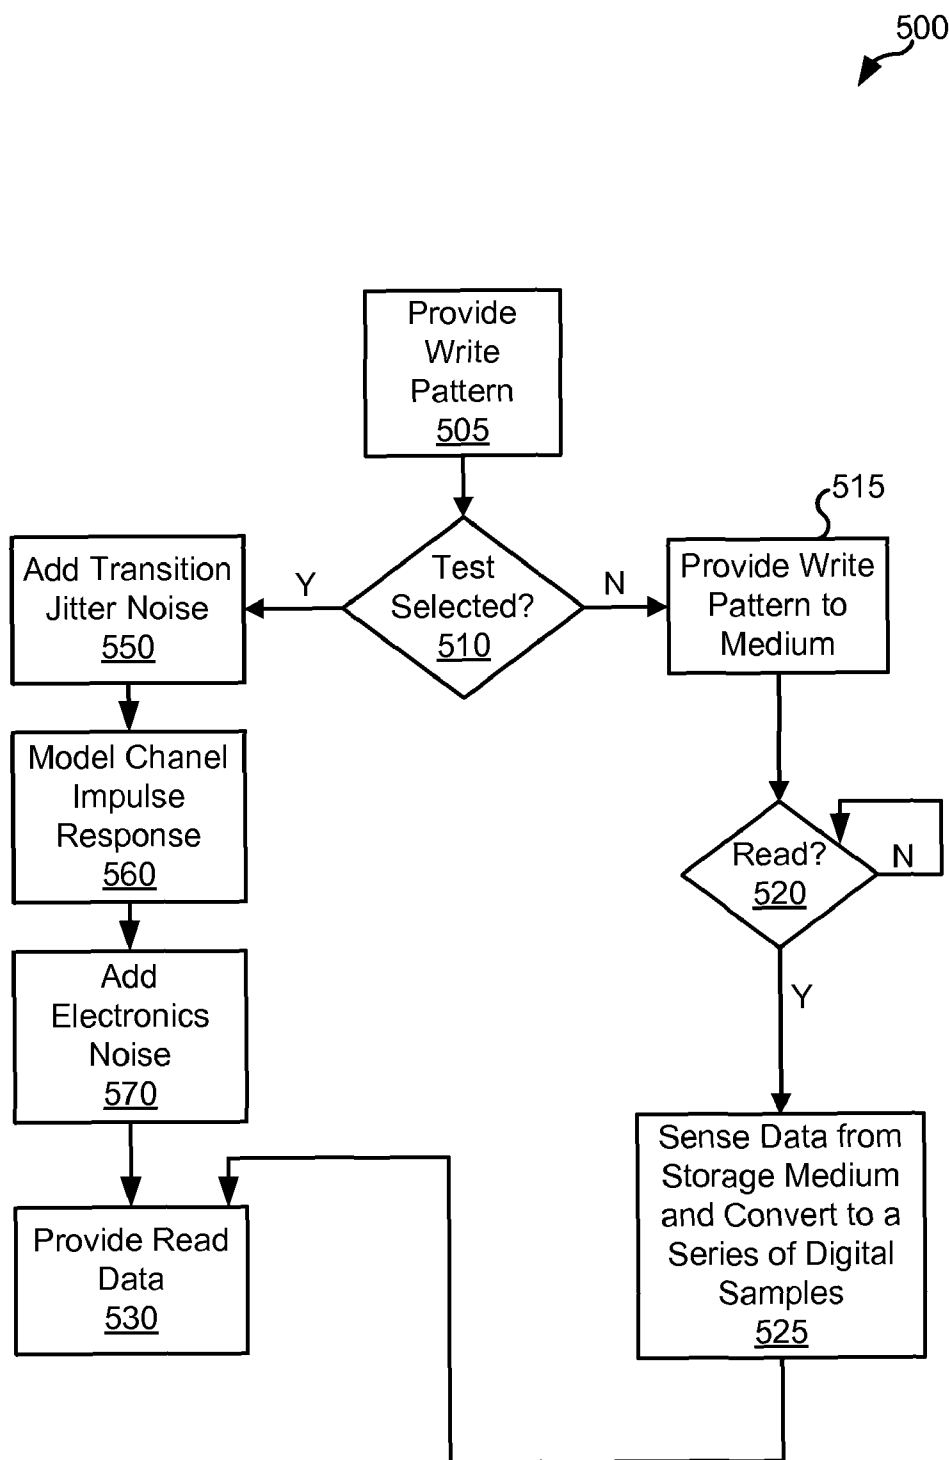 500
Provide
Write
Pattern
505
515
Test
Selected?
510
Y
N
Add Transition
Jitter Noise
550
Provide Write
Pattern to
Medium
Model Chanel
Impulse
Response
560
Read?
520
N
Y
Add
Electronics
Noise
570
Sense Data from
Storage Medium
and Convert to a
Series of Digital
Samples
525
Provide Read
Data
530